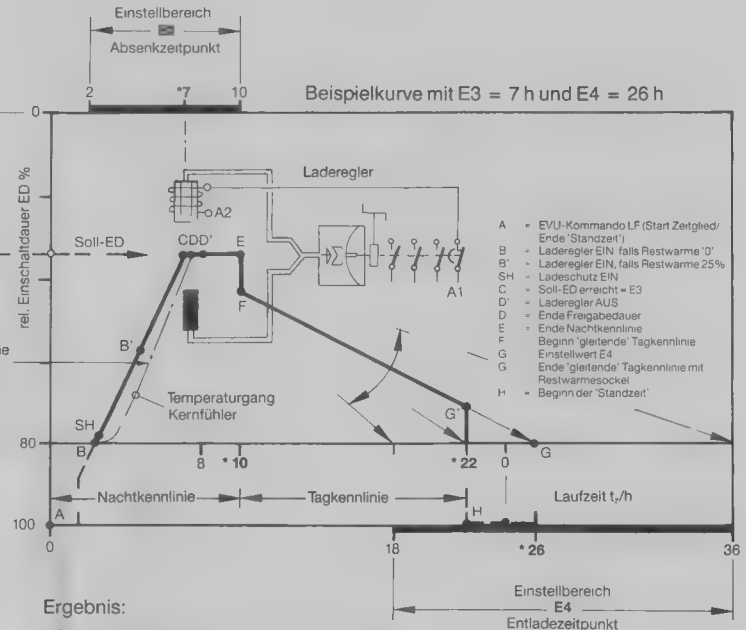 Einstellbereich
Absenkzeitpunkt
2 *7 10
Beispielkurve mit E3 = 7 h und E4 = 26 h
0
rel. Einschaltdauer ED %
Laderegler
A2
Soll-ED
C D D' E
F
A1
A = EVU-Kommando LF (Start Zeitglied/
Ende 'Standzeit')
B = Laderegler EIN, falls Restwärme '0'
B' = Laderegler EIN, falls Restwärme 25%
SH = Ladeschutz EIN
C = Soll-ED erreicht = E3
D' = Laderegler AUS
D = Ende Freigabedauer
E = Ende Nachtkennlinie
F = Beginn 'gleitende' Tagkennlinie
G = Einstellwert E4
G = Ende 'gleitende' Tagkennlinie mit
Restwärmesockel
H = Beginn der 'Standzeit'
B'
Temperaturgang
Kernfühler
SH
B
G'
G
80
8 *10 *22 0
Nachtkennlinie
Tagkennlinie
Laufzeit t₂/h
A
H
100
0 18 *26 36
Einstellbereich
E4
Entladezeitpunkt
Ergebnis: